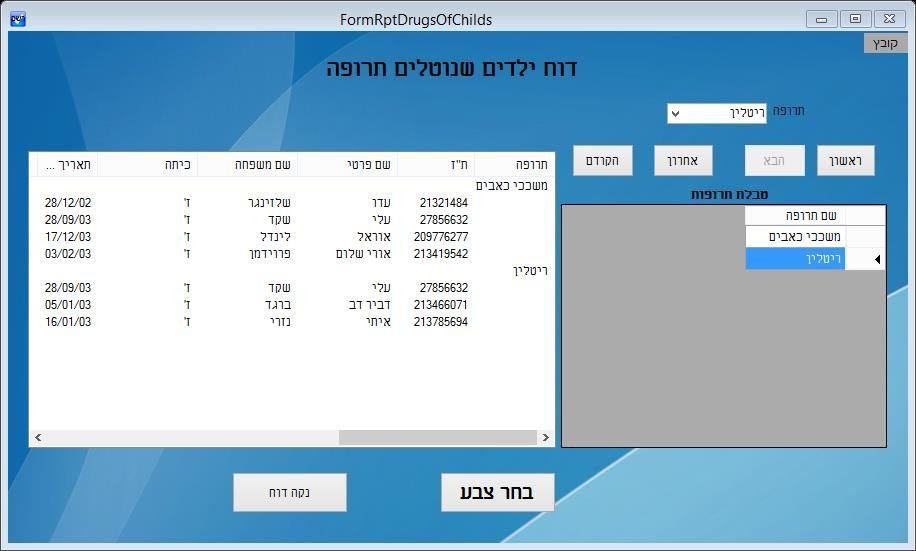 FormRptDrugsOfChilds
קובץ
דוח ילדים שנוטלים תרופה
תרופה ריטלין
ראשון הבא אחרון הקודם
טבלת תרופות
שם תרופה
משככי כאבים
ריטלין
תרופה ת"ז שם פרטי שם משפחה כיתה תאריך ...
משככי כאבים
21321484 עדו שלזינגר ז' 28/12/02
27856632 עלי שקד ז' 28/09/03
209776277 אוראל לינדל ז' 17/12/03
213419542 אורי שלום פרוידמן ז' 03/02/03
ריטלין
27856632 עלי שקד ז' 28/09/03
213466071 דביר דב ברגד ז' 05/01/03
213785694 איתי נזרי ז' 16/01/03
בחר צבע
נקה דוח